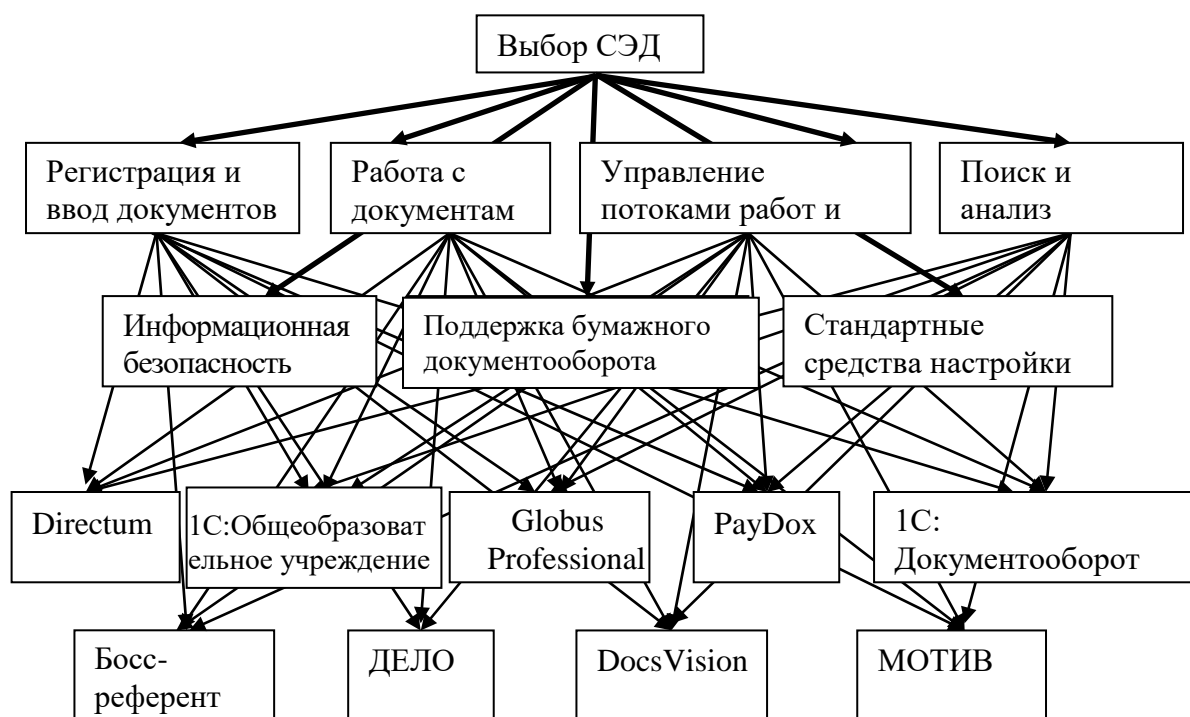 Выбор СЭД
Регистрация и
ввод документов
Работа с
документам
Управление
потоками работ и
Поиск и
анализ
Информационная
безопасность
Поддержка бумажного
документооборота
Стандартные
средства настройки
Directum
1С:Общеобразоват
ельное учреждение
Globus
Professional
PayDox
1С:
Документооборот
Босс-
референт
ДЕЛО
DocsVision
МОТИВ